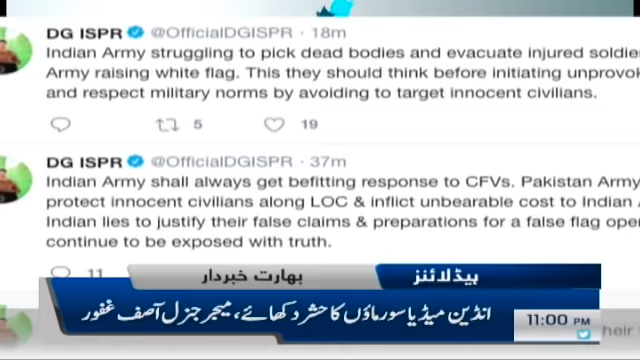 DG ISPR @OfficialDGISPR · 18m
Indian Army struggling to pick dead bodies and evacuate injured soldie
Army raising white flag. This they should think before initiating unprovok
and respect military norms by avoiding to target innocent civilians.
5 19
DG ISPR @OfficialDGISPR · 37m
Indian Army shall always get befitting response to CFVs. Pakistan Army
protect innocent civilians along LOC & inflict unbearable cost to Indian
Indian lies to justify their false claims & preparations for a false flag oper
continue to be exposed with truth.
11
ہیڈلائنز
بھارت خبردار
انڈین میڈیا سورماؤں کا حشر دکھائے، میجر جنرل آصف غفور
11:00 PM
heir